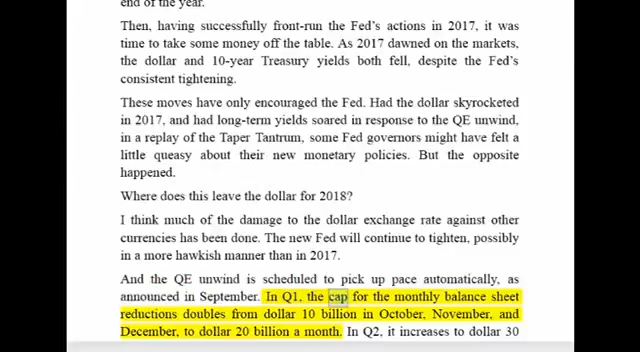 end of the year.
Then, having successfully front-run the Fed's actions in 2017, it was
time to take some money off the table. As 2017 dawned on the markets,
the dollar and 10-year Treasury yields both fell, despite the Fed's
consistent tightening.
These moves have only encouraged the Fed. Had the dollar skyrocketed
in 2017, and had long-term yields soared in response to the QE unwind,
in a replay of the Taper Tantrum, some Fed governors might have felt a
little queasy about their new monetary policies. But the opposite
happened.
Where does this leave the dollar for 2018?
I think much of the damage to the dollar exchange rate against other
currencies has been done. The new Fed will continue to tighten, possibly
in a more hawkish manner than in 2017.
And the QE unwind is scheduled to pick up pace automatically, as
announced in September. In Q1, the cap for the monthly balance sheet
reductions doubles from dollar 10 billion in October, November, and
December, to dollar 20 billion a month. In Q2, it increases to dollar 30